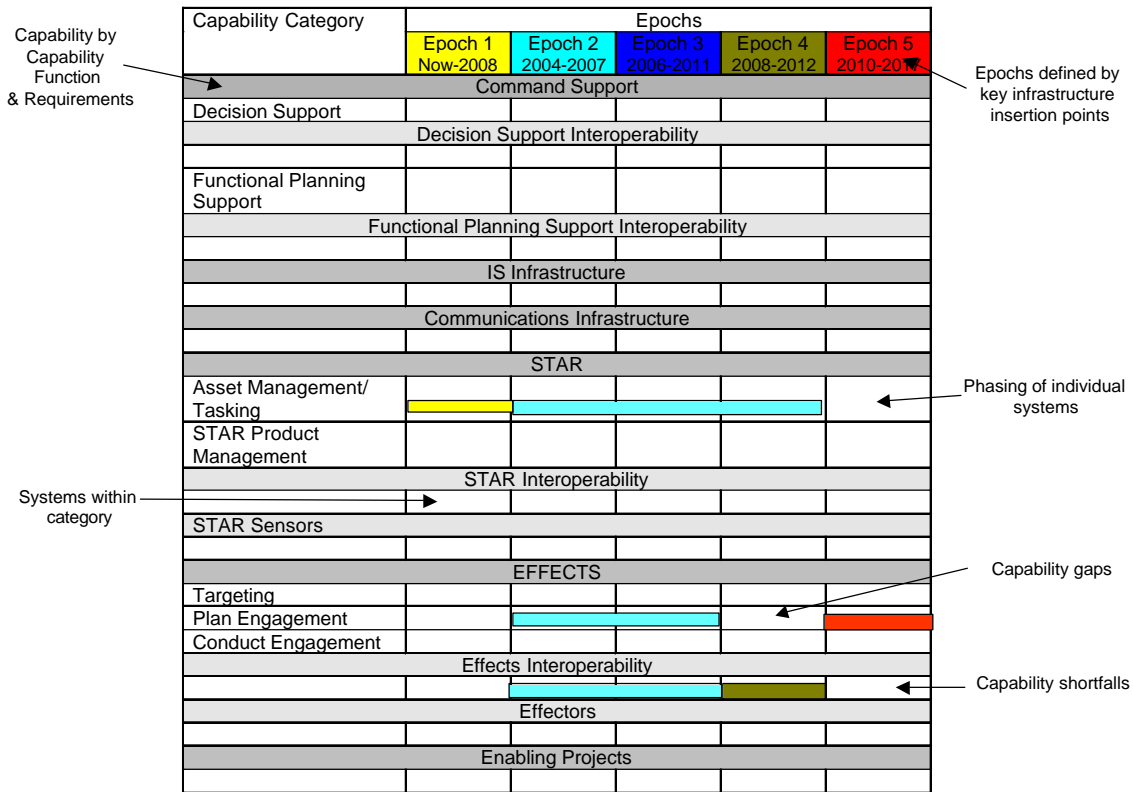 Capability Category
Epochs
Epoch 1
Now-2008
Epoch 2
2004-2007
Epoch 3
2006-2011
Epoch 4
2008-2012
Epoch 5
Capability by
Capability
Function
& Requirements
Epochs defined by
key infrastructure
insertion points
Command Support
Decision Support
Decision Support Interoperability
Functional Planning
Support
Functional Planning Support Interoperability
IS Infrastructure
Communications Infrastructure
STAR
Asset Management/
Tasking
Phasing of individual
systems
STAR Product
Management
STAR Interoperability
Systems within
category
STAR Sensors
EFFECTS
Capability gaps
Targeting
Plan Engagement
Conduct Engagement
Effects Interoperability
Capability shortfalls
Effectors
Enabling Projects